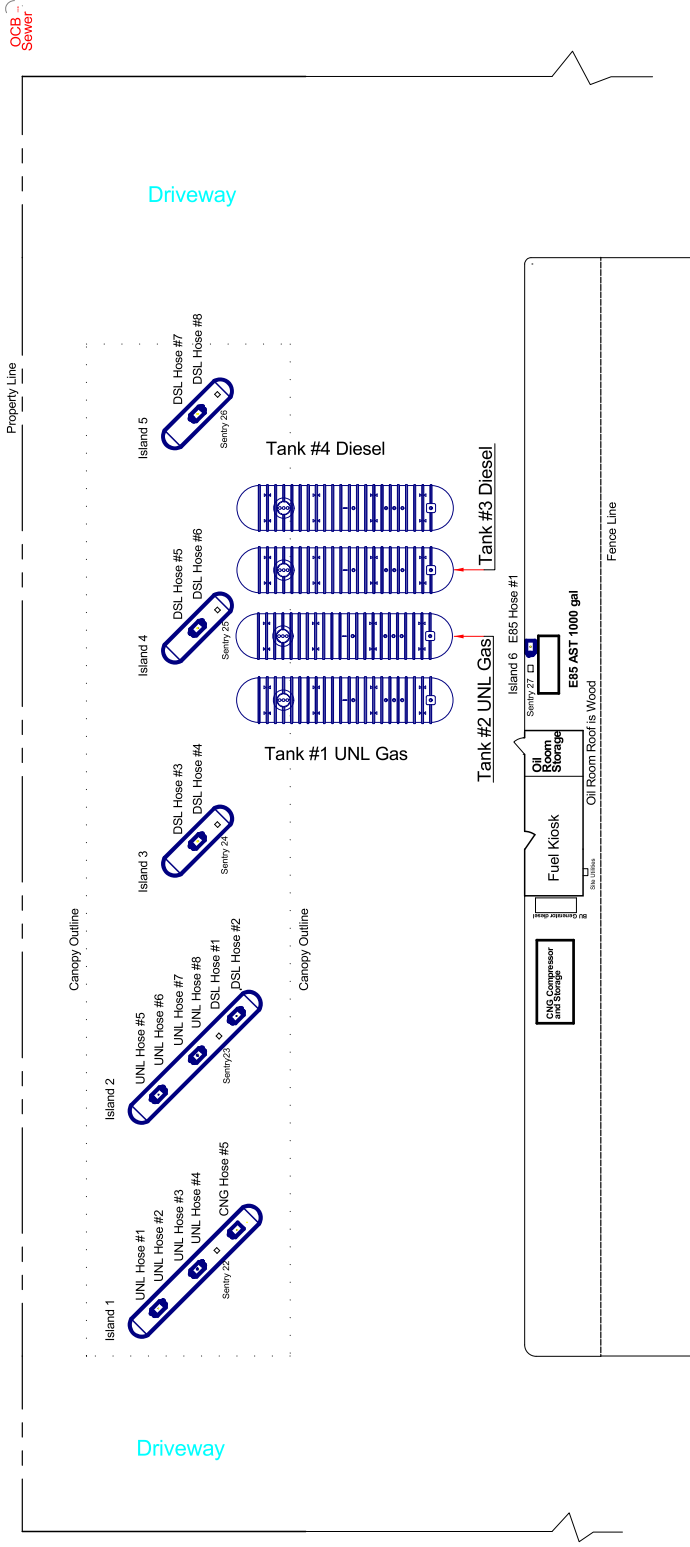 OCB -
Sewer
Driveway
Property Line
DSL Hose #7
DSL Hose #8
Island 5
Sentry 26
Tank #4 Diesel
Tank #3 Diesel
Fence Line
DSL Hose #5
DSL Hose #6
Island 4
Sentry 25
E85 Hose #1
Island 6
Sentry 27
E85 AST 1000 gal
Tank #2 UNL Gas
Tank #1 UNL Gas
Oil
Room
Storage
Oil Room Roof is Wood
DSL Hose #3
DSL Hose #4
Island 3
Sentry 24
Fuel Kiosk
Site Utilities
BU Generator diesel
Canopy Outline
Canopy Outline
CNG Compressor
and Storage
UNL Hose #5
UNL Hose #6
UNL Hose #7
UNL Hose #8
DSL Hose #1
DSL Hose #2
Island 2
Sentry23
UNL Hose #1
UNL Hose #2
UNL Hose #3
UNL Hose #4
CNG Hose #5
Island 1
Sentry 22
Driveway